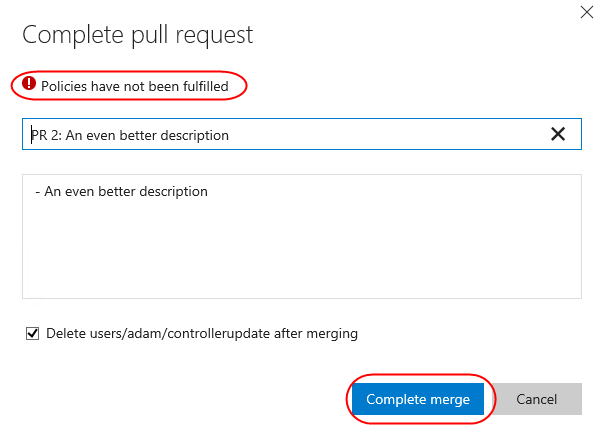 Complete pull request
Policies have not been fulfilled
PR 2: An even better description
- An even better description
Delete users/adam/controllerupdate after merging
Complete merge
Cancel